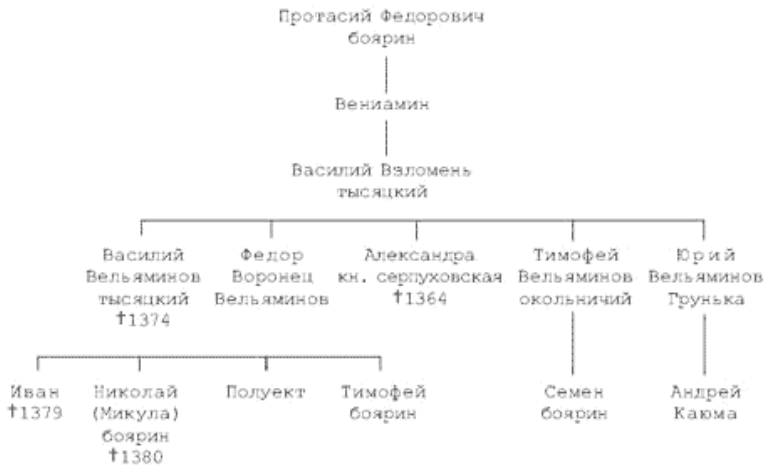 Протасий Федорович
боярин
Вениамин
Василий Взломень
тысяцкий
Василий
Вельяминов
тысяцкий
†1374
Федор
Воронец
Вельяминов
Александра
кн. серпуховская
†1364
Тимофей
Вельяминов
окольничий
Юрий
Вельяминов
Грунька
Иван
†1379
Николай
(Микула)
боярин
†1380
Полуект
Тимофей
боярин
Семен
боярин
Андрей
Каюма